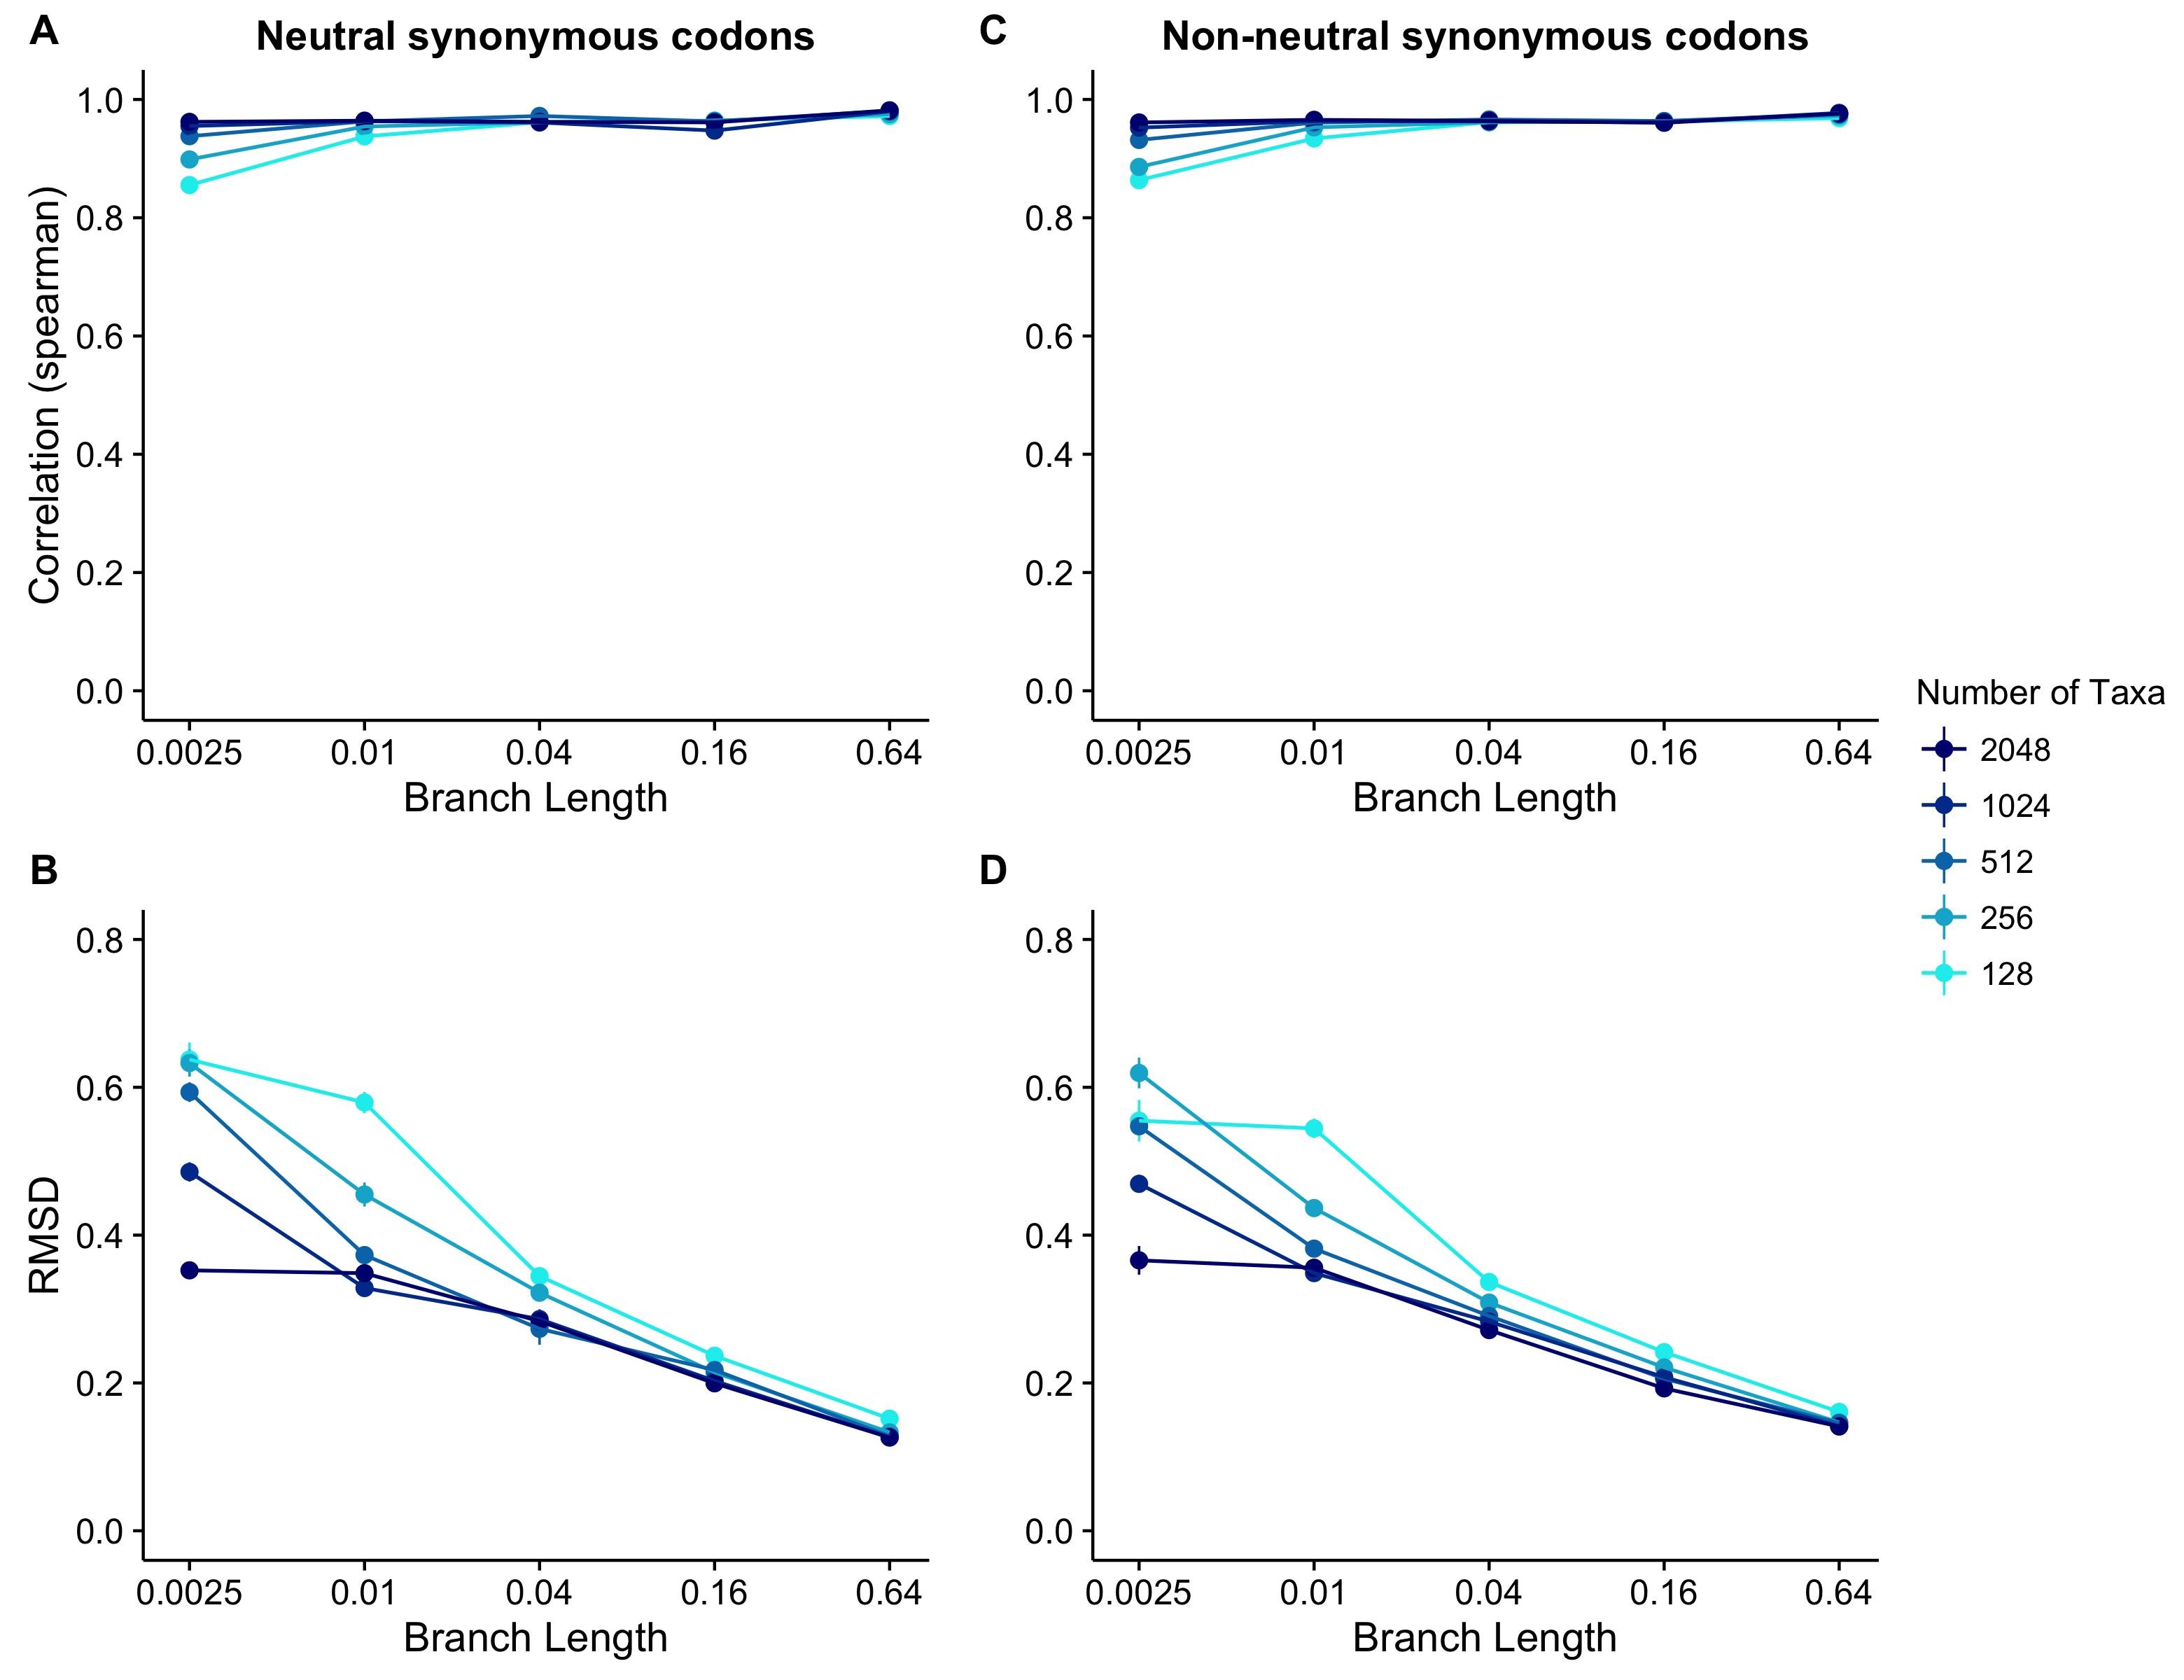 A
Neutral synonymous codons
1.0
0.8
0.6
0.4
0.2
0.0
Correlation (spearman)
0.0025 0.01 0.04 0.16 0.64
Branch Length
C
Non-neutral synonymous codons
1.0
0.8
0.6
0.4
0.2
0.0
0.0025 0.01 0.04 0.16 0.64
Branch Length
B
0.8
0.6
0.4
0.2
0.0
RMSD
0.0025 0.01 0.04 0.16 0.64
Branch Length
D
0.8
0.6
0.4
0.2
0.0
0.0025 0.01 0.04 0.16 0.64
Branch Length
Number of Taxa
2048
1024
512
256
128